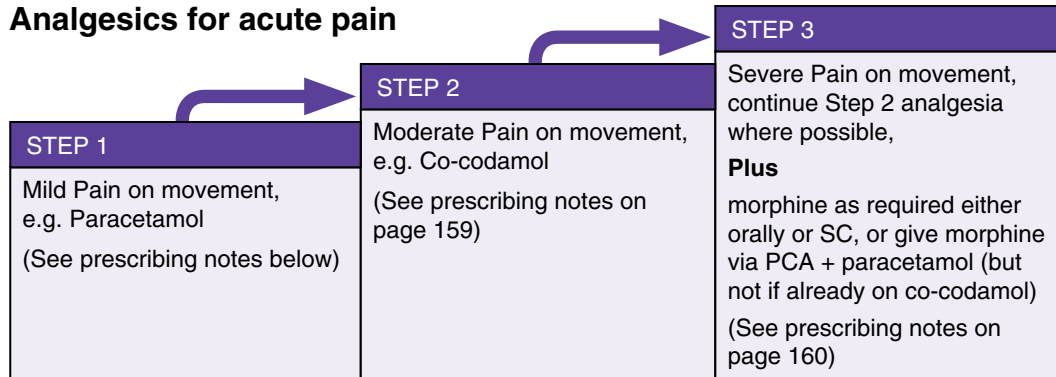 Analgesics for acute pain
STEP 1
Mild Pain on movement,
e.g. Paracetamol
(See prescribing notes below)
STEP 2
Moderate Pain on movement,
e.g. Co-codamol
(See prescribing notes on
page 159)
STEP 3
Severe Pain on movement,
continue Step 2 analgesia
where possible,
Plus
morphine as required either
orally or SC, or give morphine
via PCA + paracetamol (but
not if already on co-codamol)
(See prescribing notes on
page 160)